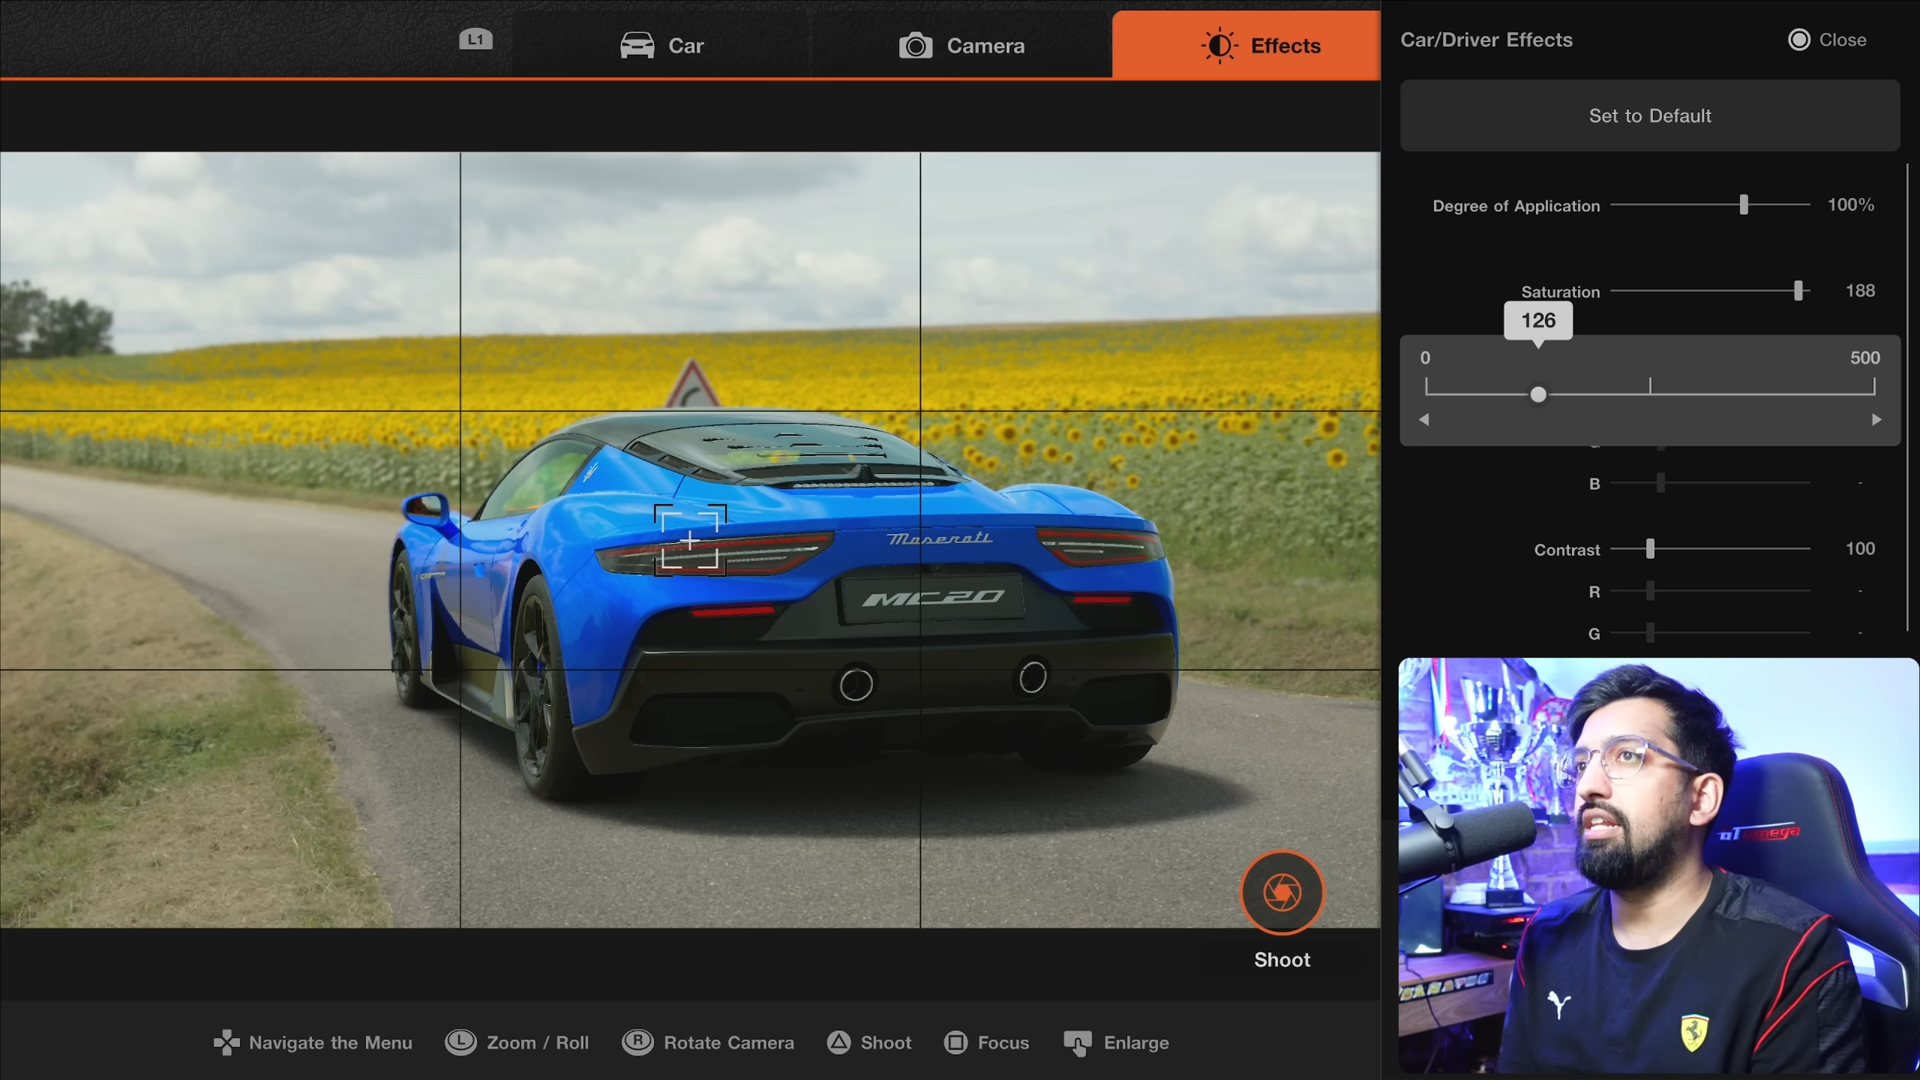 L1
Car
Camera
Effects
Car/Driver Effects
Close
Set to Default
Degree of Application 100%
Saturation 188
126
0 500
B -
Contrast 100
R -
G -
Maserati
MC20
Shoot
Navigate the Menu
L Zoom / Roll
R Rotate Camera
Shoot
Focus
Enlarge